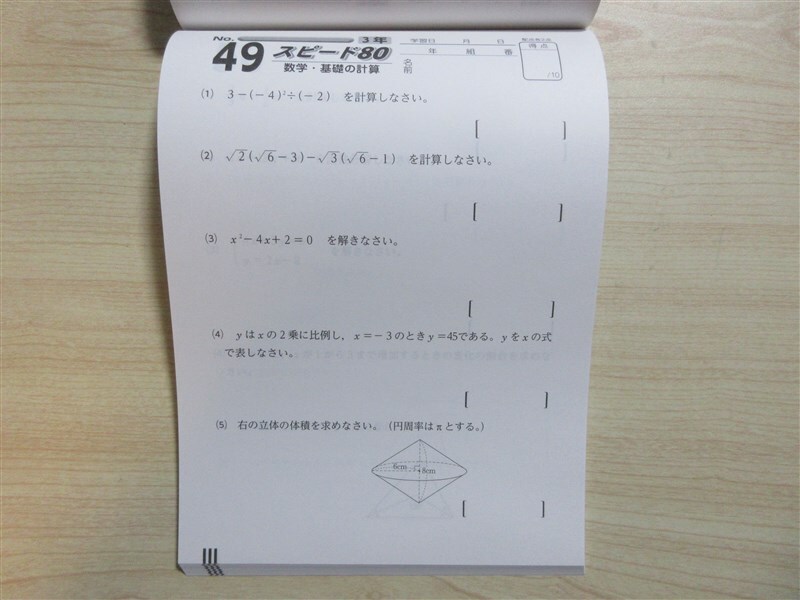 No.
49
スピード80
3年
数学・基礎の計算
学習日 月 日
年 組 番
名前
得点
/10
(1) 3－(－4)²÷(－2) を計算しなさい。
(2) √2(√6－3)－√3(√6－1) を計算しなさい。
(3) x²－4x＋2＝0 を解きなさい。
(4) yはxの2乗に比例し、x＝－3のときy＝45である。yをxの式
で表しなさい。
(5) 右の立体の体積を求めなさい。（円周率はπとする。）
6cm 8cm